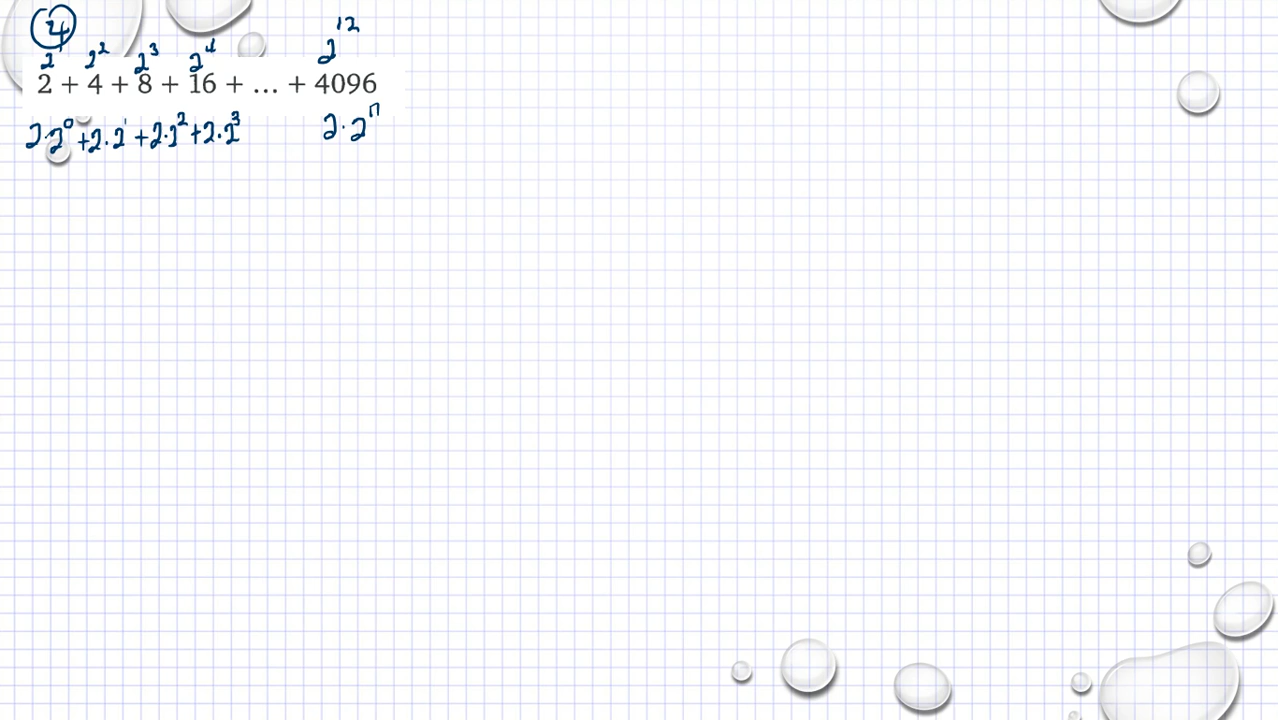 ④
2¹ 2² 2³ 2⁴ 2¹²
2 + 4 + 8 + 16 + ... + 4096
2·2⁰ + 2·2¹ + 2·2² + 2·2³ 2·2¹¹